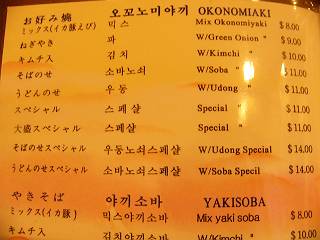 お好み焼 오꼬노미야끼 OKONOMIAKI
ミックス(イカ豚えび) 믹스 Mix Okonomiyaki $8.00
ねぎやき 파 W/Green Onion " $9.00
キムチ入 김치 W/Kimchi " $10.00
そばのせ 소바노쇠 W/Soba " $11.00
うどんのせ 우동 W/Udong " $11.00
スペシャル 스페샬 Special " $11.00
大盛スペシャル 스페샬 Special " $11.00
そばのせスペシャル 우동노쇠스페샬 W/Udong Special $14.00
うどんのせスペシャル 소바노쇠스페샬 W/Soba Specil $14.00
やきそば 야끼소바 YAKISOBA
ミックス(イカ豚) 믹스야끼소바 Mix yaki soba $8.00
キムチ入 김치야끼소바 W/Kimchi " $10.00